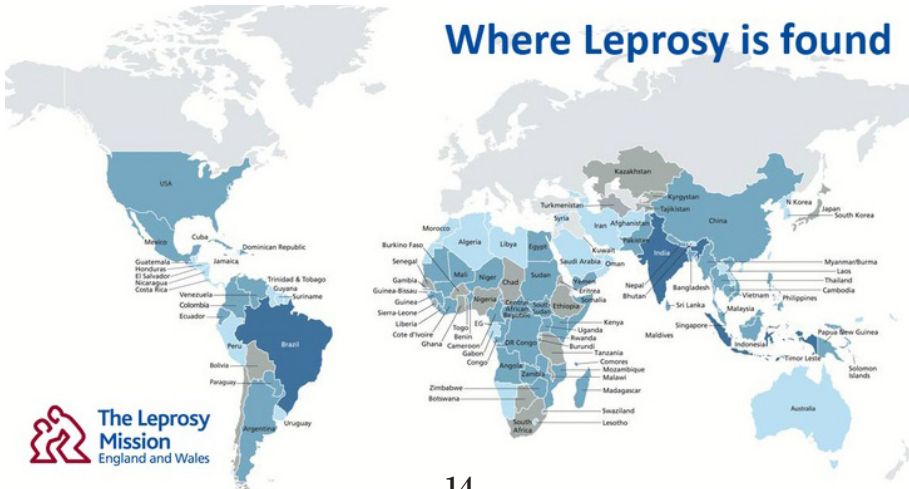 Where Leprosy is found
USA
Mexico
Cuba
Dominican Republic
Jamaica
Guatemala
Honduras
El Salvador
Nicaragua
Costa Rica
Trinidad & Tobago
Guyana
Suriname
Venezuela
Colombia
Ecuador
Peru
Brazil
Bolivia
Paraguay
Uruguay
Argentina
Morocco
Algeria
Libya
Egypt
Burkino Faso
Senegal
Gambia
Guinea-Bissau
Guinea
Sierra-Leone
Liberia
Cote d'Ivoire
Ghana
Togo
Benin
Cameroon
EG
Gabon
Congo
Mali
Niger
Nigeria
Chad
Sudan
Central
African
Republic
South
Sudan
Ethiopia
Eritrea
Somalia
Kenya
Uganda
Rwanda
Burundi
DR Congo
Tanzania
Comores
Mozambique
Malawi
Madagascar
Angola
Zambia
Zimbabwe
Botswana
Swaziland
Lesotho
South
Africa
Kazakhstan
Kyrgystan
Turkmenistan
Tajikistan
Syria
Iran
Afghanistan
Kuwait
Pakistan
Saudi Arabia
Oman
Yemen
India
Nepal
Bhutan
Bangladesh
Sri Lanka
Maldives
China
N Korea
Japan
South Korea
Myanmar/Burma
Laos
Thailand
Cambodia
Vietnam
Philippines
Malaysia
Singapore
Indonesia
Papua New Guinea
Timor Leste
Solomon
Islands
Australia
The Leprosy
Mission
England and Wales
14